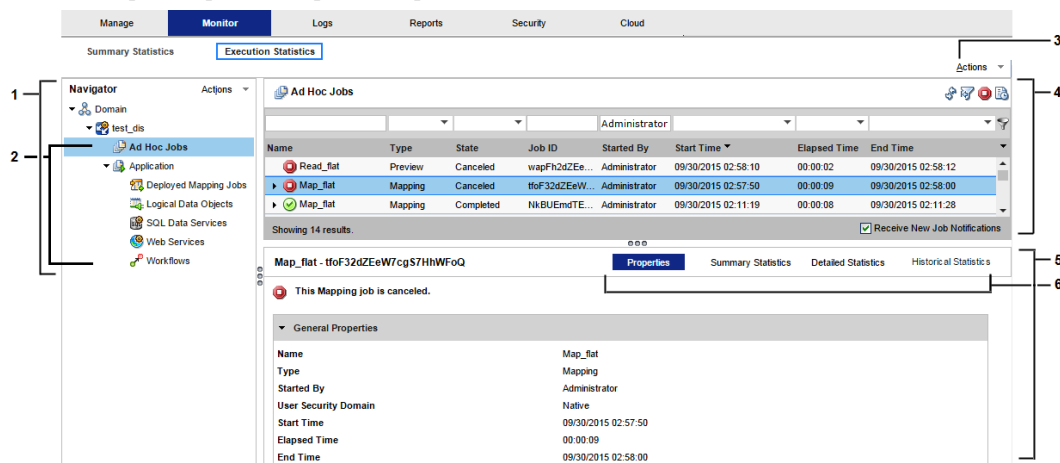 Manage Monitor Logs Reports Security Cloud
Summary Statistics Execution Statistics
3
Actions
1
Navigator Actions
Ad Hoc Jobs
4
Domain
test_dis
Administrator
2
Ad Hoc Jobs
Name Type State Job ID Started By Start Time Elapsed Time End Time
Application
Read_flat Preview Canceled wapFh2dZEe... Administrator 09/30/2015 02:58:10 00:00:02 09/30/2015 02:58:12
Deployed Mapping Jobs
Map_flat Mapping Canceled tfoF32dZEeW... Administrator 09/30/2015 02:57:50 00:00:09 09/30/2015 02:58:00
Logical Data Objects
Map_flat Mapping Completed NkBUEmdTE... Administrator 09/30/2015 02:11:19 00:00:08 09/30/2015 02:11:28
SQL Data Services
Showing 14 results. Receive New Job Notifications
Web Services
Workflows
Map_flat - tfoF32dZEeW7cgS7HhWFoQ Properties Summary Statistics Detailed Statistics Historical Statistics
5
6
This Mapping job is canceled.
General Properties
Name Map_flat
Type Mapping
Started By Administrator
User Security Domain Native
Start Time 09/30/2015 02:57:50
Elapsed Time 00:00:09
End Time 09/30/2015 02:58:00